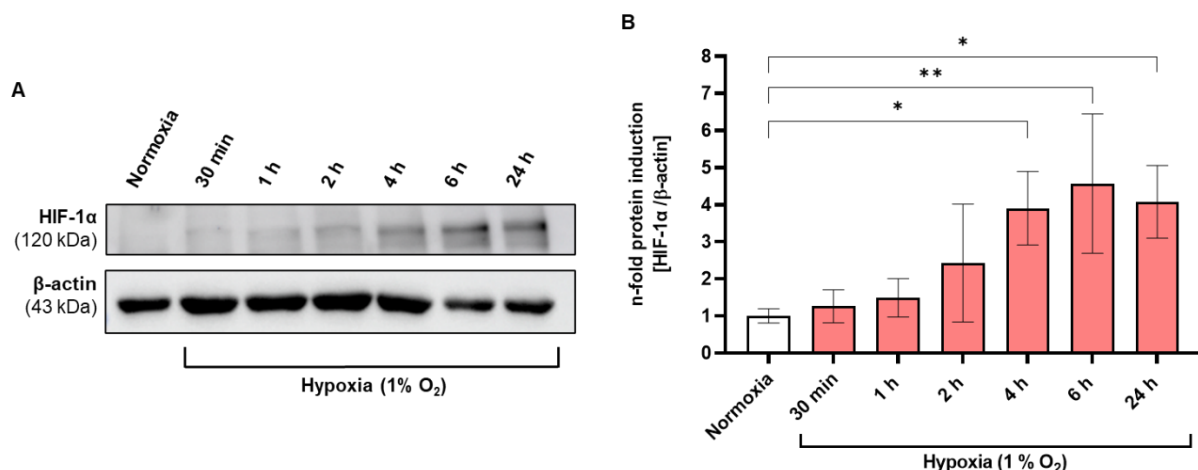 A
Normoxia
30 min
1 h
2 h
4 h
6 h
24 h
HIF-1α
(120 kDa)
β-actin
(43 kDa)
Hypoxia (1% O₂)
B
n-fold protein induction
[HIF-1α/β-actin]
8
7
6
5
4
3
2
1
0
*
**
*
Normoxia
30 min
1 h
2 h
4 h
6 h
24 h
Hypoxia (1 % O₂)